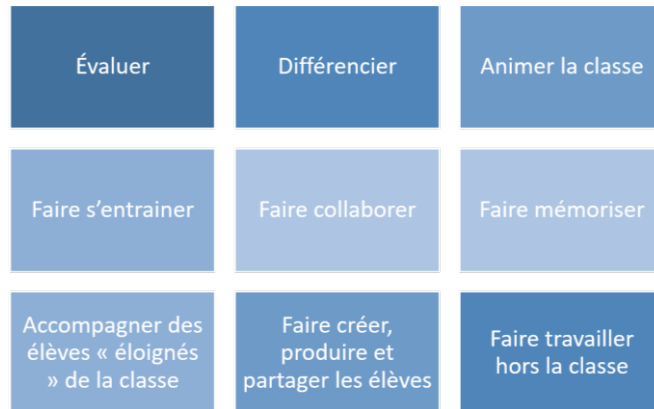 Évaluer
Différencier
Animer la classe
Faire s’entrainer
Faire collaborer
Faire mémoriser
Accompagner des
élèves « éloignés
» de la classe
Faire créer,
produire et
partager les élèves
Faire travailler
hors la classe